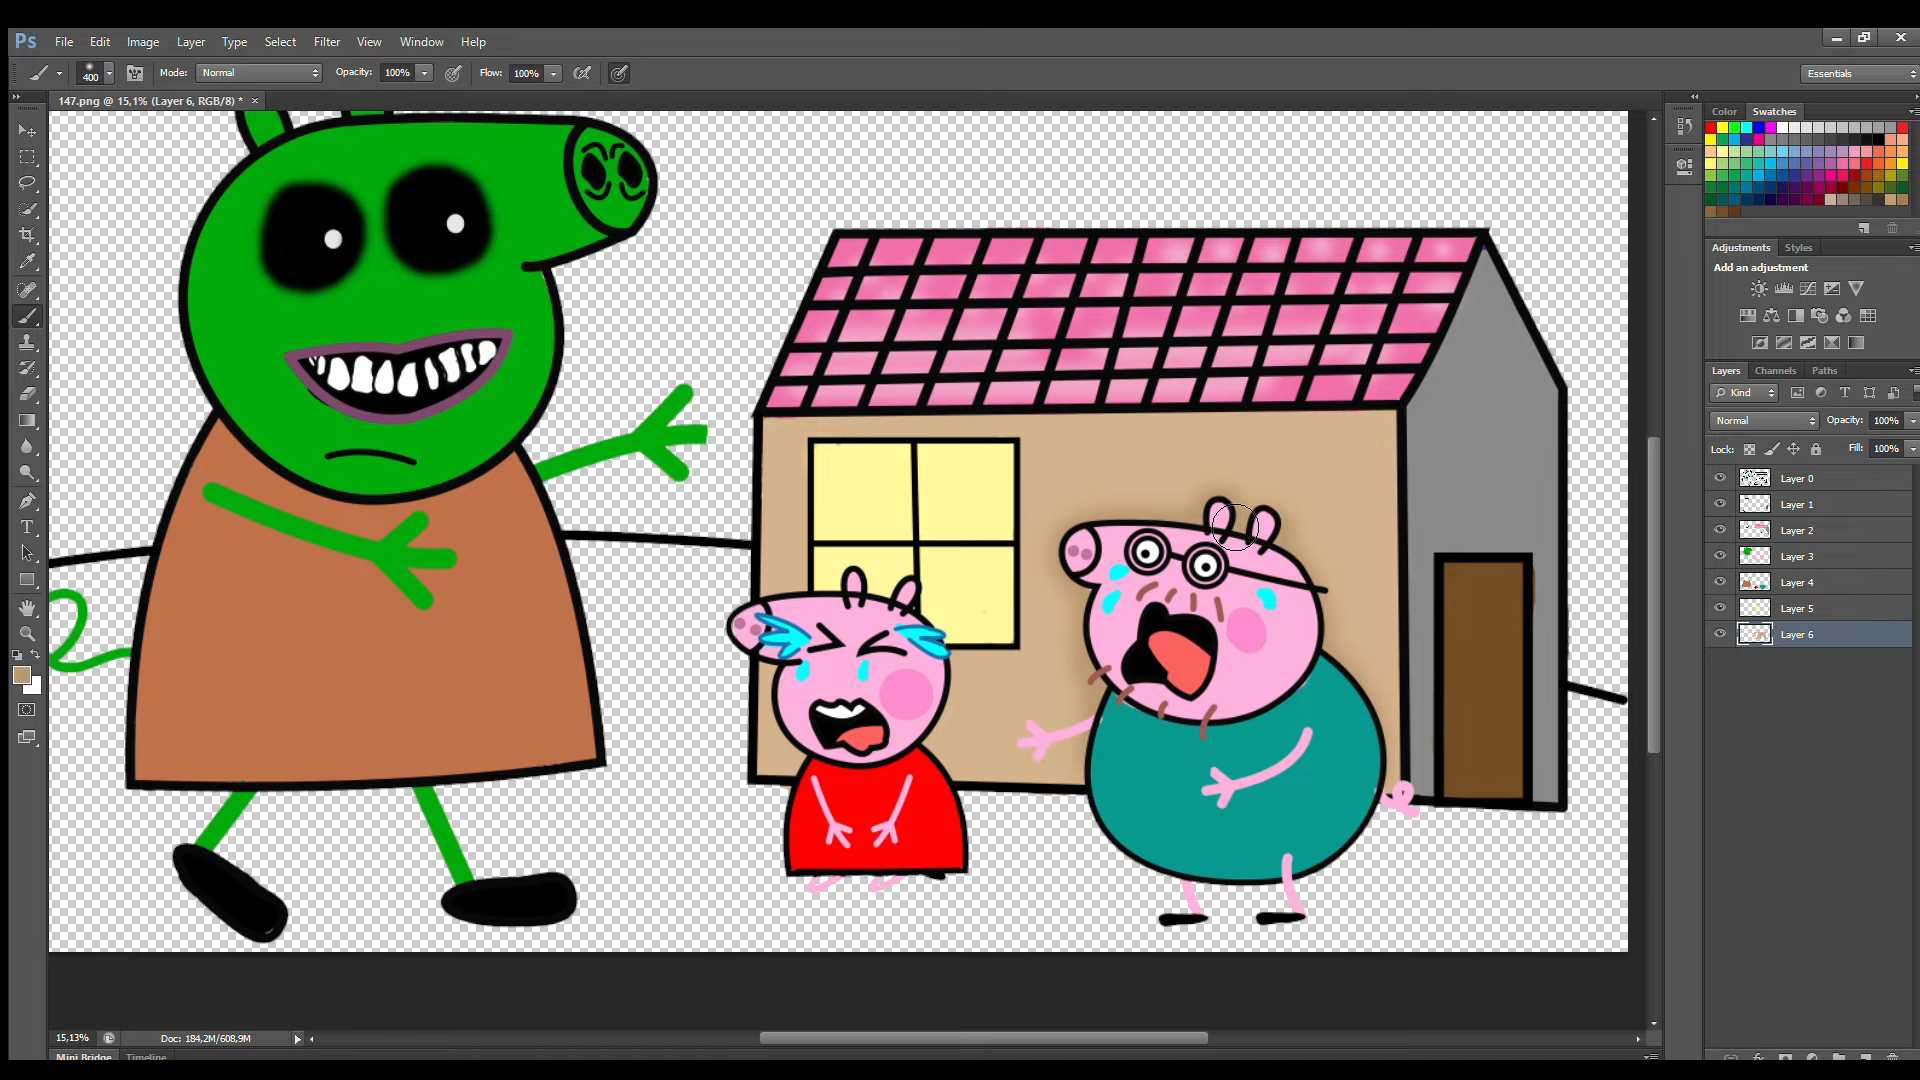 Ps File Edit Image Layer Type Select Filter View Window Help
400 Mode: Normal Opacity: 100% Flow: 100% Essentials
147.png @ 15,1% (Layer 6, RGB/8) * ×
Color Swatches
Adjustments Styles
Add an adjustment
Layers Channels Paths
Kind
Normal Opacity: 100%
Lock: Fill: 100%
Layer 0
Layer 1
Layer 2
Layer 3
Layer 4
Layer 5
Layer 6
15,13% Doc: 184,2M/608,9M
Mini Bridge Timeline